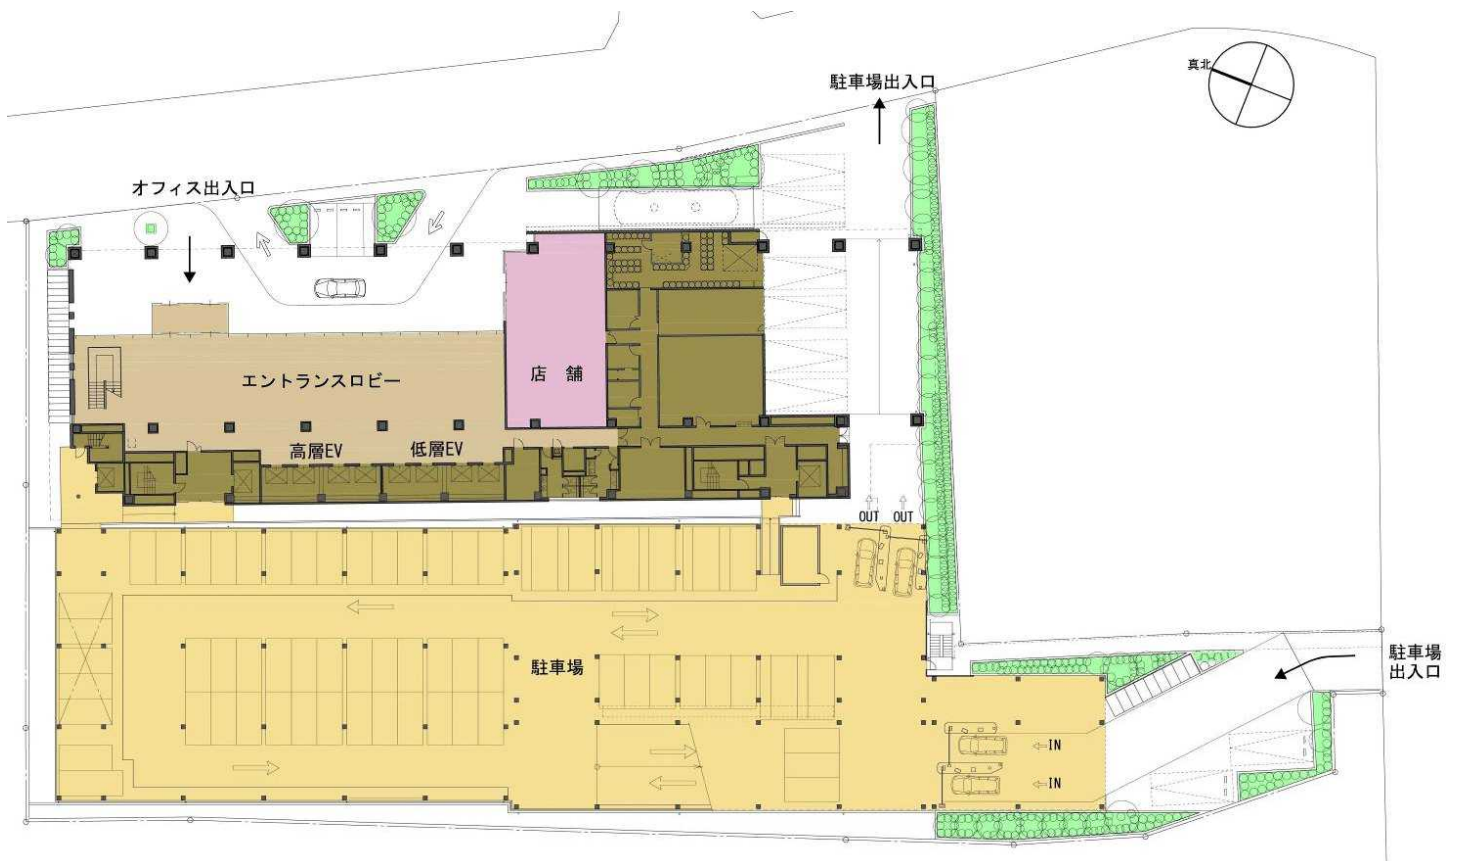 真北
駐車場出入口
オフィス出入口
エントランスロビー
店 舗
高層EV
低層EV
OUT
OUT
駐車場
駐車場
出入口
⇦IN
⇦IN